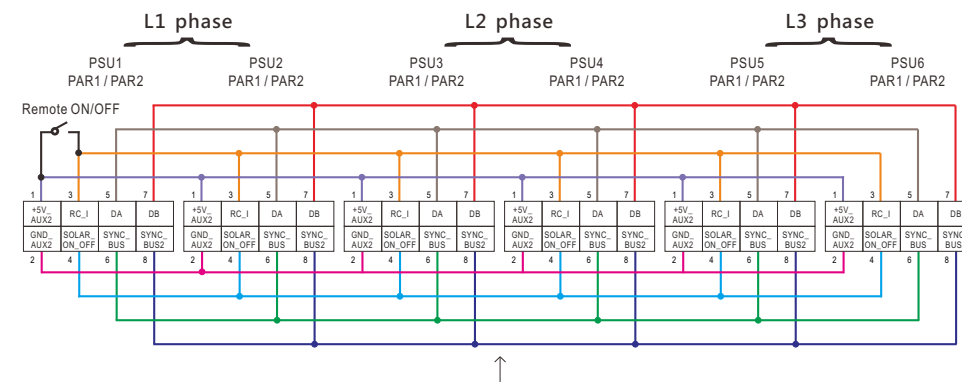 L1 phase L2 phase L3 phase
PSU1 PSU2 PSU3 PSU4 PSU5 PSU6
PAR1 / PAR2 PAR1 / PAR2 PAR1 / PAR2 PAR1 / PAR2 PAR1 / PAR2 PAR1 / PAR2
Remote ON/OFF
1 3 5 7 1 3 5 7 1 3 5 7 1 3 5 7 1 3 5 7 1 3 5 7
+5V_ RC_I DA DB +5V_ RC_I DA DB +5V_ RC_I DA DB +5V_ RC_I DA DB +5V_ RC_I DA DB +5V_ RC_I DA DB
AUX2 AUX2 AUX2 AUX2 AUX2 AUX2
GND_ SOLAR_ SYNC_ SYNC_ GND_ SOLAR_ SYNC_ SYNC_ GND_ SOLAR_ SYNC_ SYNC_ GND_ SOLAR_ SYNC_ SYNC_ GND_ SOLAR_ SYNC_ SYNC_ GND_ SOLAR_ SYNC_ SYNC
AUX2 ON_OFF BUS BUS2 AUX2 ON_OFF BUS BUS2 AUX2 ON_OFF BUS BUS2 AUX2 ON_OFF BUS BUS2 AUX2 ON_OFF BUS BUS2 AUX2 ON_OFF BUS BUS
2 4 6 8 2 4 6 8 2 4 6 8 2 4 6 8 2 4 6 8 2 4 6 8